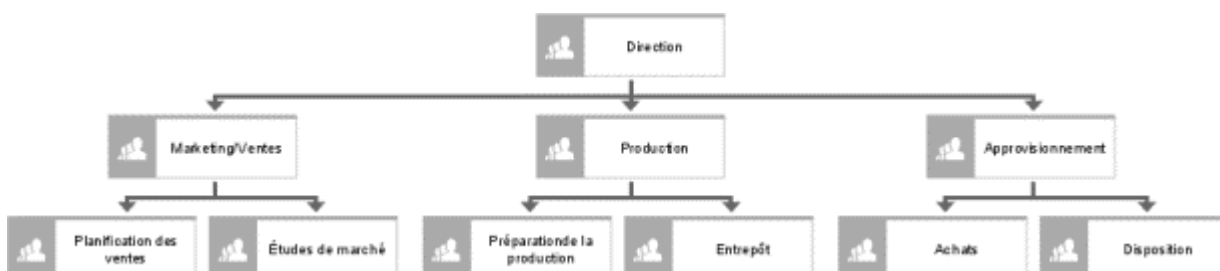 Direction
Marketing/Ventes
Production
Approvisionnement
Planification des
ventes
Études de marché
Préparationde la
production
Entrepôt
Achats
Disposition